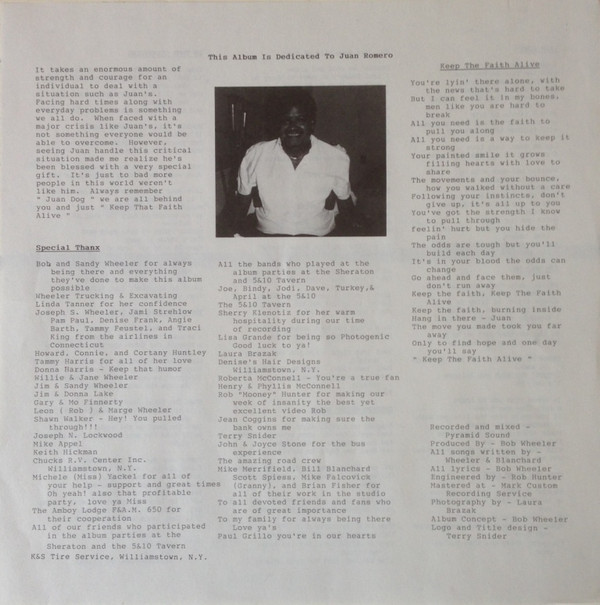 This Album Is Dedicated To Juan Romero
It takes an enormous amount of
strength and courage for an
individual to deal with a
situation such as Juan's.
Facing hard times along with
everyday problems is something
we all do. When faced with a
major crisis like Juan's, it's
not something everyone would be
able to overcome. However,
seeing Juan handle this critical
situation made me realize he's
been blessed with a very special
gift. It's just to bad more
people in this world weren't
like him. Always remember
" Juan Dog " we are all behind
you and just " Keep That Faith
Alive "
Special Thanx
Bob and Sandy Wheeler for always
being there and everything
they've done to make this album
possible
Wheeler Trucking & Excavating
Linda Tanner for her confidence
Joseph S. Wheeler, Jami Strehlow
Pam Paul, Denise Frank, Angie
Barth, Tammy Feustel, and Traci
King from the airlines in
Connecticut
Howard, Connie, and Cortany Huntley
Tammy Harris for all of her love
Donna Harris - Keep that humor
Willie & Jane Wheeler
Jim & Sandy Wheeler
Jim & Donna Lake
Gary & Mo Finnerty
Leon ( Rob ) & Marge Wheeler
Shawn Walker - Hey! You pulled
through!!!
Joseph N. Lockwood
Mike Appel
Keith Hickman
Chucks R.V. Center Inc.
Williamstown, N.Y.
Michele (Miss) Yackel for all of
your help - support and great times
Oh yeah! also that profitable
party. love ya Miss
The Amboy Lodge F&A.M. 650 for
their cooperation
All of our friends who participated
in the album parties at the
Sheraton and the 5&10 Tavern
K&S Tire Service, Williamstown, N.Y.
All the bands who played at the
album parties at the Sheraton
and 5&10 Tavern
Joe, Bindy, Jodi, Dave, Turkey,&
April at the 5&10
The 5&10 Tavern
Sherry Klenotiz for her warm
hospitality during our time
of recording
Lisa Grande for being so Photogenic
Good luck to ya!
Laura Brazak
Denise's Hair Designs
Williamstown, N.Y.
Roberta McConnell - You're a true fan
Henry & Phyllis McConnell
Rob "Mooney" Hunter for making our
week of insanity the best yet
excellent video Rob
Jean Coggins for making sure the
bank owns me
Terry Snider
John & Joyce Stone for the bus
experience
The amazing road crew
Mike Merrifield, Bill Blanchard
Scott Spiess, Mike Falcovick
(Granny), and Brian Fisher for
all of their work in the studio
To all devoted friends and fans who
are of great importance
To my family for always being there
Love ya's
Paul Grillo you're in our hearts
Keep The Faith Alive
You're lyin' there alone, with
the news that's hard to take
But I can feel it in my bones,
men like you are hard to
break
All you need is the faith to
pull you along
All you need is a way to keep it
strong
Your painted smile it grows
filling hearts with love to
share
The movements and your bounce,
how you walked without a care
Following your instincts, don't
give up, it's all up to you
You've got the strength I know
to pull through
Feelin' hurt but you hide the
pain
The odds are tough but you'll
build each day
It's in your blood the odds can
change
Go ahead and face them, just
don't run away
Keep the faith, Keep The Faith
Alive
Keep the faith, burning inside
Hang in there - Juan
The move you made took you far
away
Only to find hope and one day
you'll say
" Keep The Faith Alive "
Recorded and mixed -
Pyramid Sound
Produced By - Bob Wheeler
All songs written by -
Wheeler & Blanchard
All lyrics - Bob Wheeler
Engineered by - Bob Hunter
Mastered at - Mark Custom
Recording Service
Photography by - Laura
Brazak
Album Concept - Bob Wheeler
Logo and Title design -
Terry Snider